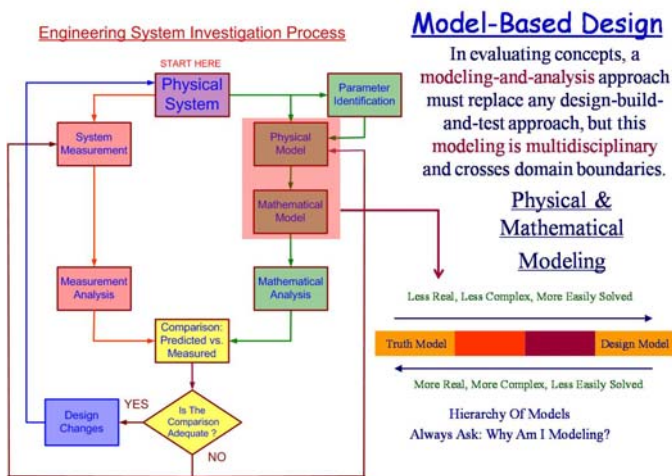 Engineering System Investigation Process
START HERE
Physical
System
Parameter
Identification
System
Measurement
Physical
Model
Mathematical
Model
Measurement
Analysis
Mathematical
Analysis
Comparison:
Predicted vs.
Measured
Is The
Comparison
Adequate ?
YES
NO
Design
Changes
Model-Based Design
In evaluating concepts, a
modeling-and-analysis approach
must replace any design-build-
and-test approach, but this
modeling is multidisciplinary
and crosses domain boundaries.
Physical &
Mathematical
Modeling
Less Real, Less Complex, More Easily Solved
Truth Model
Design Model
More Real, More Complex, Less Easily Solved
Hierarchy Of Models
Always Ask: Why Am I Modeling?